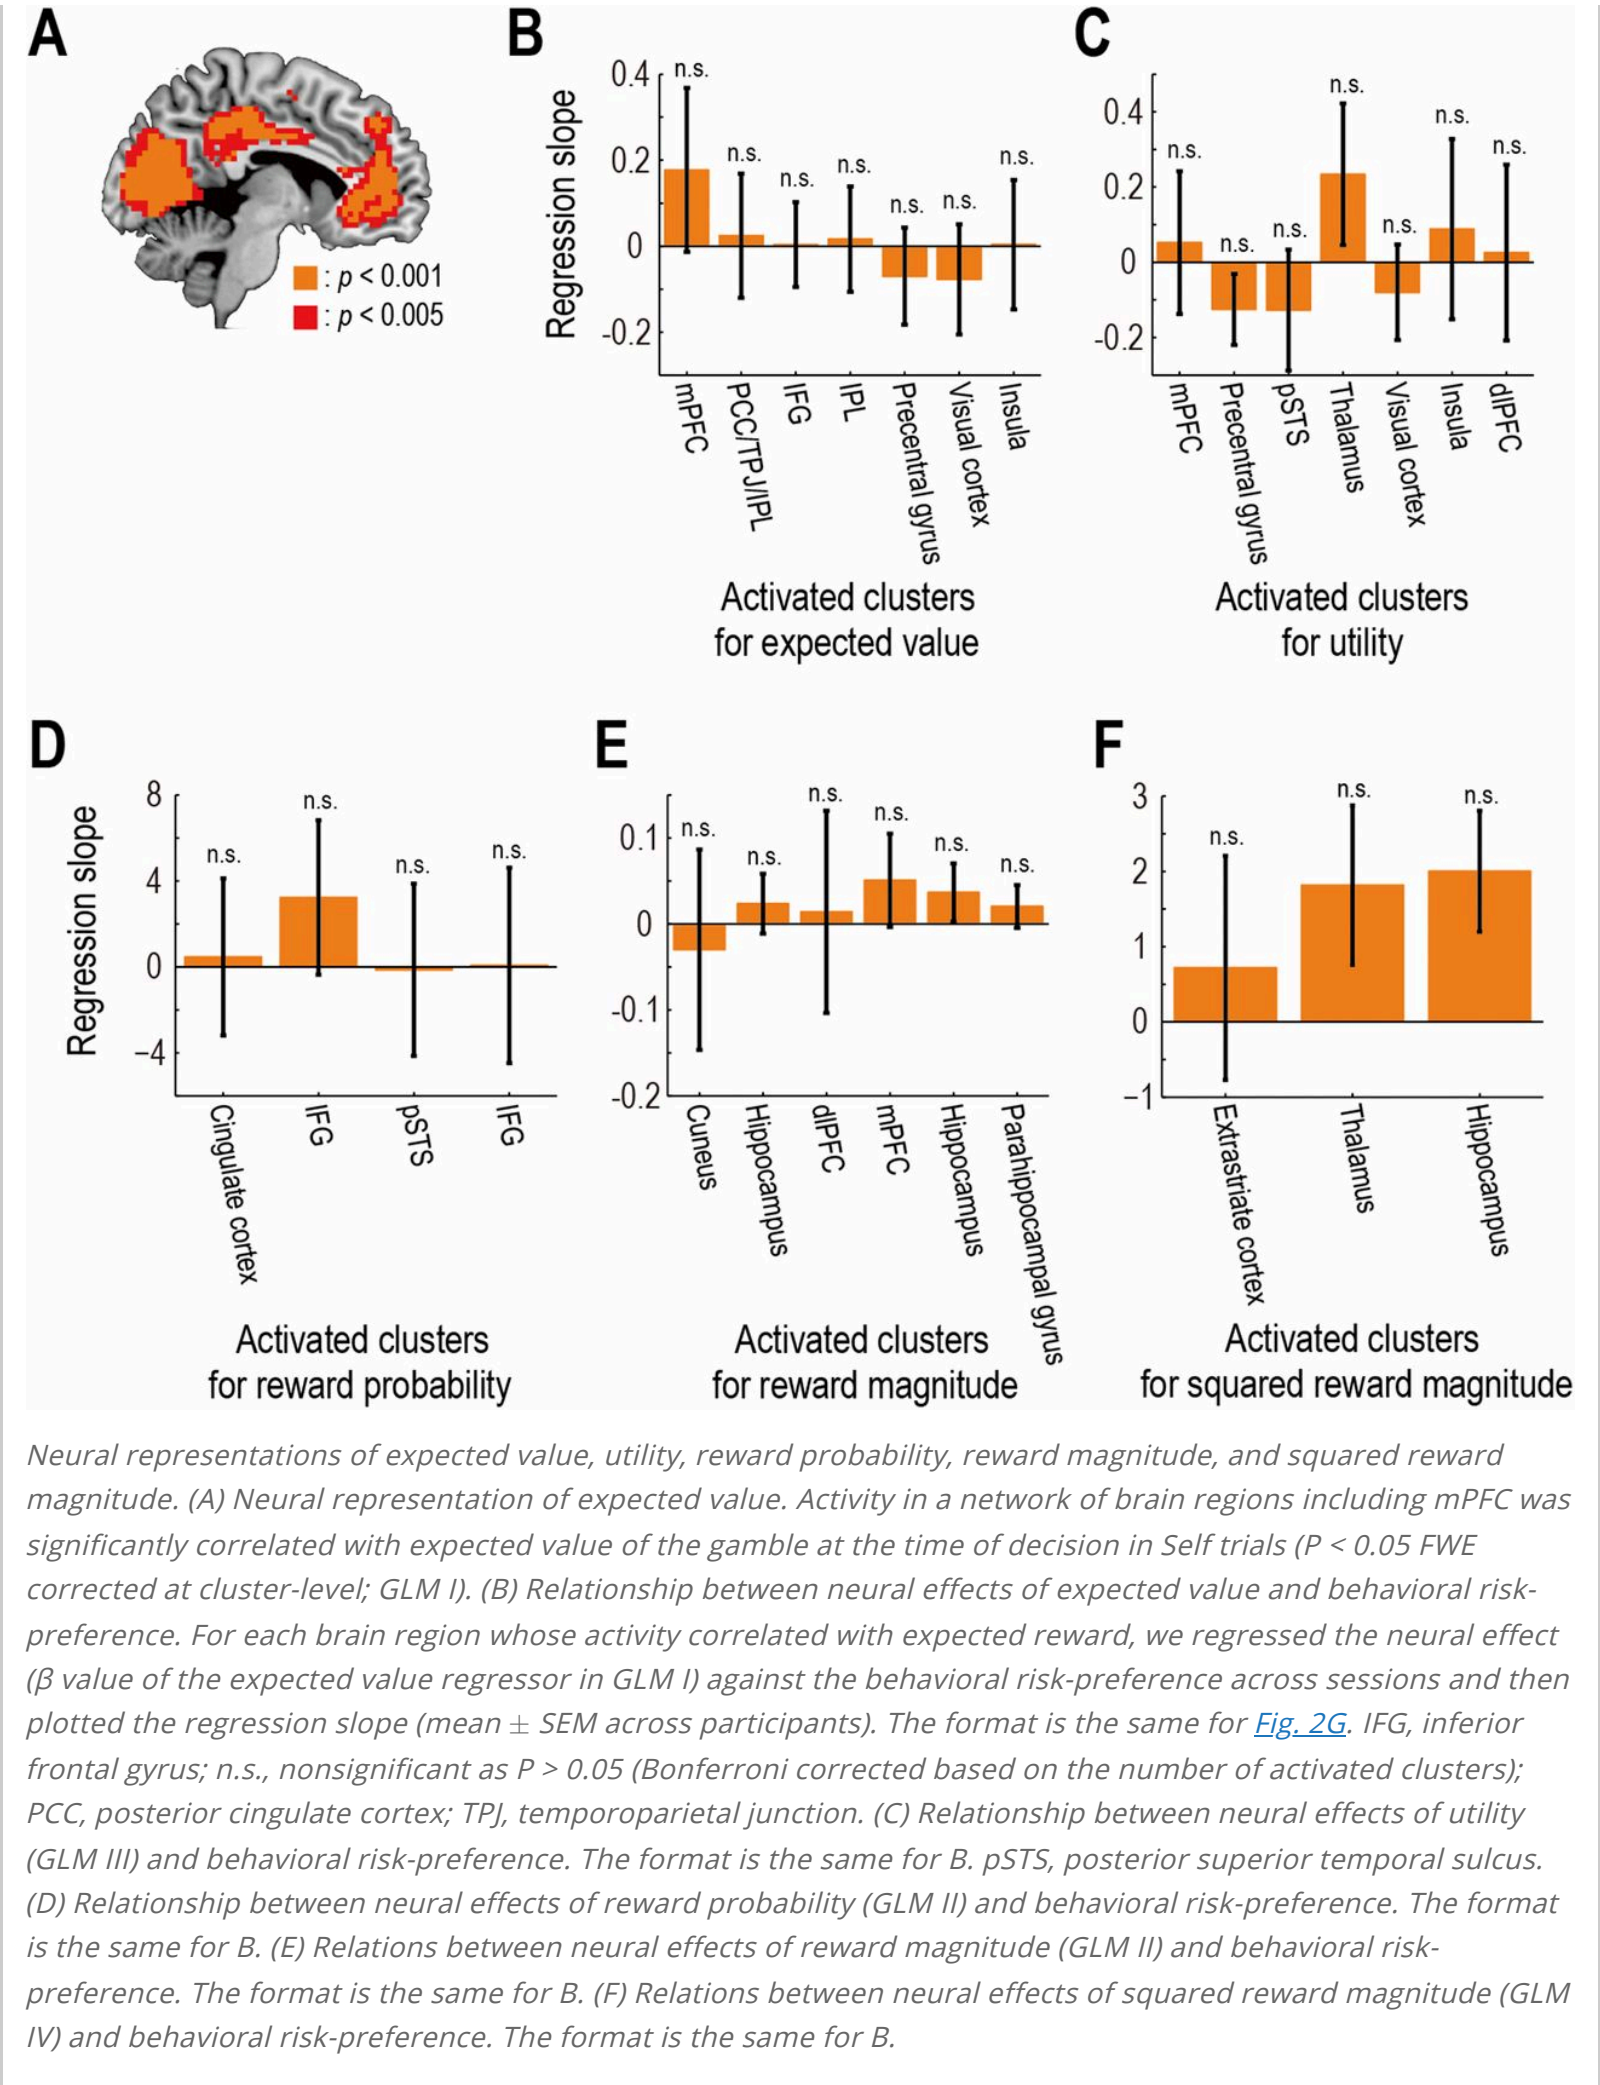 A
B
C
: p < 0.001
: p < 0.005
Regression slope
0.4
0.2
0
-0.2
n.s.
n.s.
n.s.
n.s.
n.s.
n.s.
n.s.
mPFC
PCC/TPJ/IPL
IFG
IPL
Precentral gyrus
Visual cortex
Insula
Activated clusters
for expected value
0.4
0.2
0
-0.2
n.s.
n.s.
n.s.
n.s.
n.s.
n.s.
n.s.
mPFC
Precentral gyrus
pSTS
Thalamus
Visual cortex
Insula
dlPFC
Activated clusters
for utility
D
E
F
Regression slope
8
4
0
−4
n.s.
n.s.
n.s.
n.s.
Cingulate cortex
IFG
pSTS
IFG
Activated clusters
for reward probability
0.1
0
-0.1
-0.2
n.s.
n.s.
n.s.
n.s.
n.s.
n.s.
Cuneus
Hippocampus
dlPFC
mPFC
Hippocampus
Parahippocampal gyrus
Activated clusters
for reward magnitude
3
2
1
0
−1
n.s.
n.s.
n.s.
Extrastriate cortex
Thalamus
Hippocampus
Activated clusters
for squared reward magnitude
Neural representations of expected value, utility, reward probability, reward magnitude, and squared reward
magnitude. (A) Neural representation of expected value. Activity in a network of brain regions including mPFC was
significantly correlated with expected value of the gamble at the time of decision in Self trials (P < 0.05 FWE
corrected at cluster-level; GLM I). (B) Relationship between neural effects of expected value and behavioral risk-
preference. For each brain region whose activity correlated with expected reward, we regressed the neural effect
(β value of the expected value regressor in GLM I) against the behavioral risk-preference across sessions and then
plotted the regression slope (mean ± SEM across participants). The format is the same for Fig. 2G. IFG, inferior
frontal gyrus; n.s., nonsignificant as P > 0.05 (Bonferroni corrected based on the number of activated clusters);
PCC, posterior cingulate cortex; TPJ, temporoparietal junction. (C) Relationship between neural effects of utility
(GLM III) and behavioral risk-preference. The format is the same for B. pSTS, posterior superior temporal sulcus.
(D) Relationship between neural effects of reward probability (GLM II) and behavioral risk-preference. The format
is the same for B. (E) Relations between neural effects of reward magnitude (GLM II) and behavioral risk-
preference. The format is the same for B. (F) Relations between neural effects of squared reward magnitude (GLM
IV) and behavioral risk-preference. The format is the same for B.